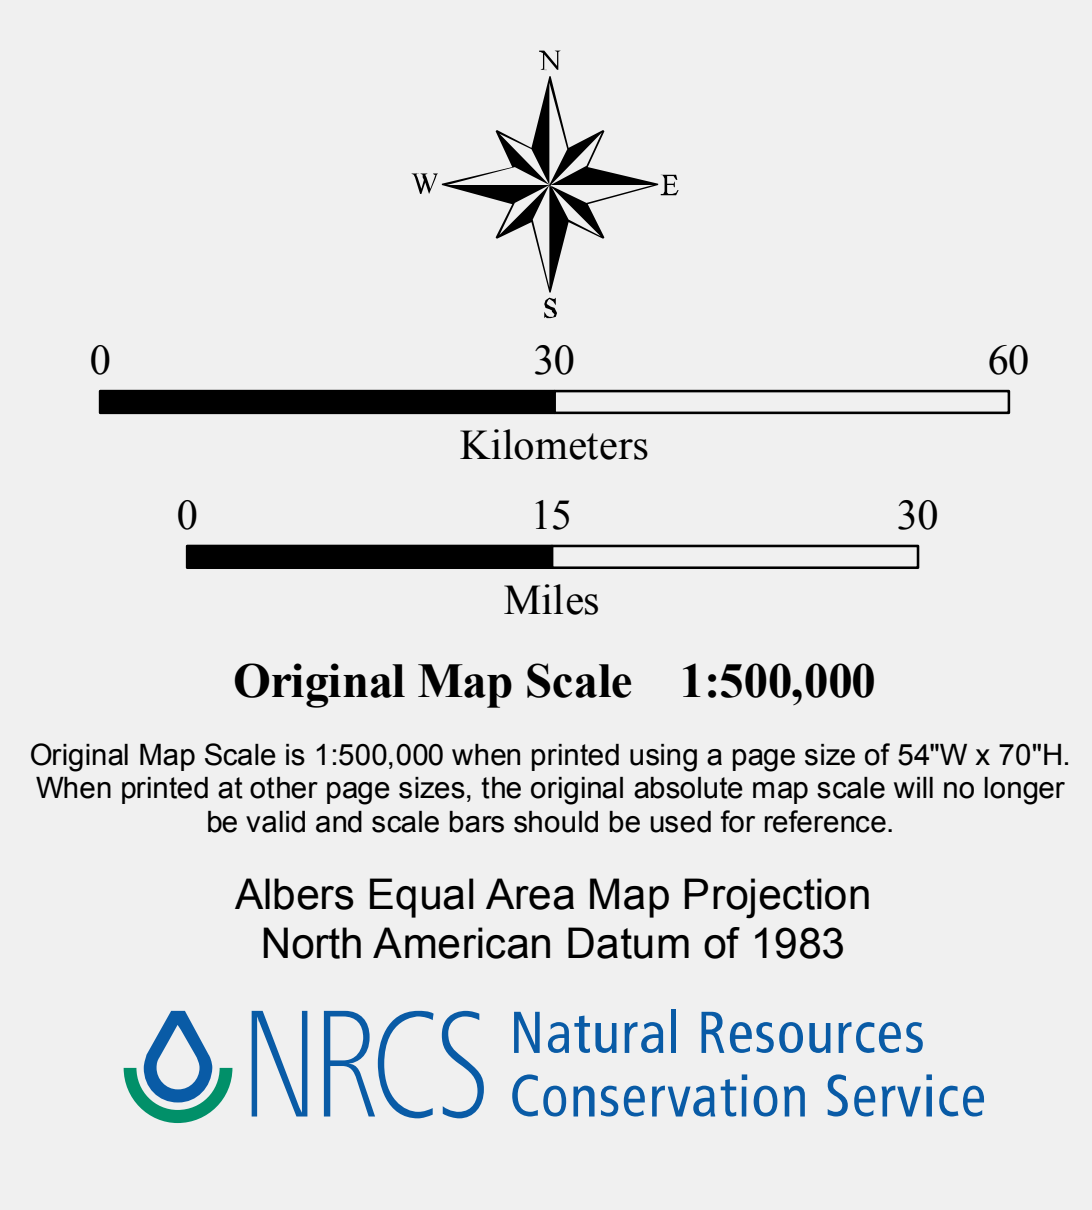 N
W E
S
0 30 60
Kilometers
0 15 30
Miles
Original Map Scale 1:500,000
Original Map Scale is 1:500,000 when printed using a page size of 54"W x 70"H.
When printed at other page sizes, the original absolute map scale will no longer
be valid and scale bars should be used for reference.
Albers Equal Area Map Projection
North American Datum of 1983
NRCS Natural Resources
Conservation Service